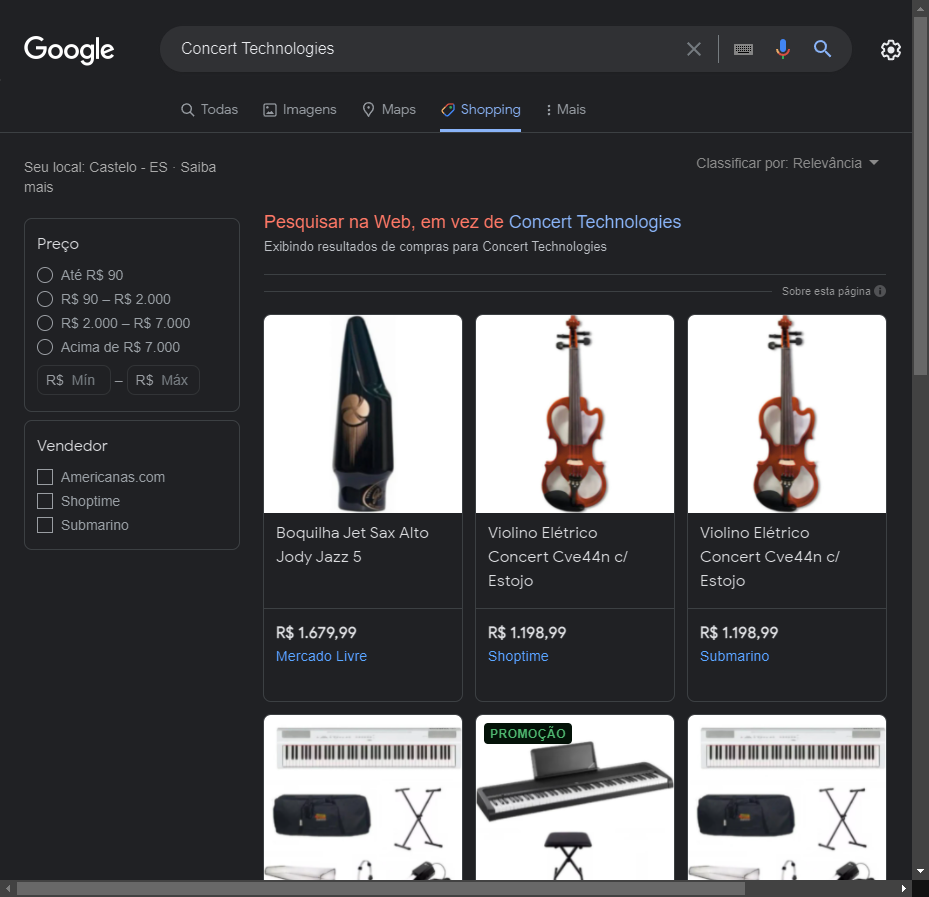 Google
Concert Technologies
Todas
Imagens
Maps
Shopping
Mais
Seu local: Castelo - ES · Saiba
mais
Classificar por: Relevância
Preço
Até R$ 90
R$ 90 – R$ 2.000
R$ 2.000 – R$ 7.000
Acima de R$ 7.000
R$ Mín – R$ Máx
Vendedor
Americanas.com
Shoptime
Submarino
Pesquisar na Web, em vez de Concert Technologies
Exibindo resultados de compras para Concert Technologies
Sobre esta página
Boquilha Jet Sax Alto
Jody Jazz 5
R$ 1.679,99
Mercado Livre
Violino Elétrico
Concert Cve44n c/
Estojo
R$ 1.198,99
Shoptime
Violino Elétrico
Concert Cve44n c/
Estojo
R$ 1.198,99
Submarino
PROMOÇÃO